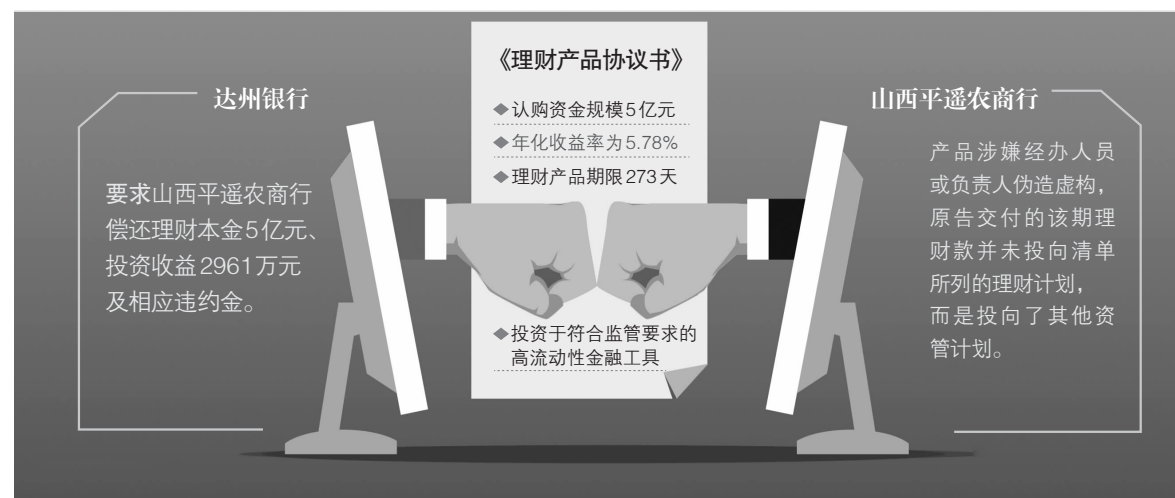 达州银行
要求山西平遥农商行
偿还理财本金5亿元、
投资收益2961万元
及相应违约金。
《理财产品协议书》
◆认购资金规模5亿元
◆年化收益率为5.78%
◆理财产品期限273天
◆投资于符合监管要求的
高流动性金融工具
山西平遥农商行
产品涉嫌经办人员
或负责人伪造虚构，
原告交付的该期理
财款并未投向清单
所列的理财计划，
而是投向了其他资
管计划。